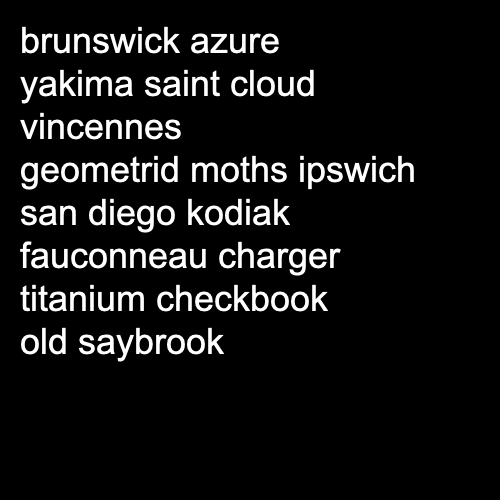 brunswick azure
yakima saint cloud
vincennes
geometrid moths ipswich
san diego kodiak
fauconneau charger
titanium checkbook
old saybrook